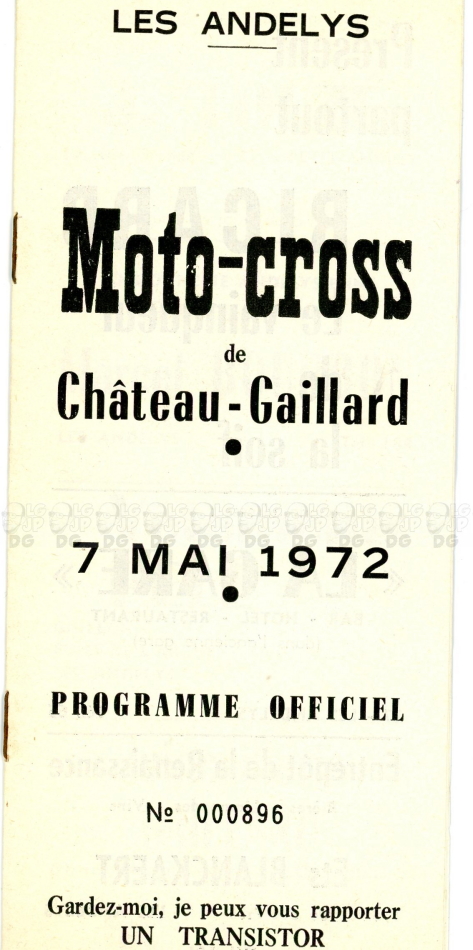 LES ANDELYS
Moto-cross
de
Château-Gaillard
7 MAI 1972
PROGRAMME OFFICIEL
Nº 000896
Gardez-moi, je peux vous rapporter
UN TRANSISTOR